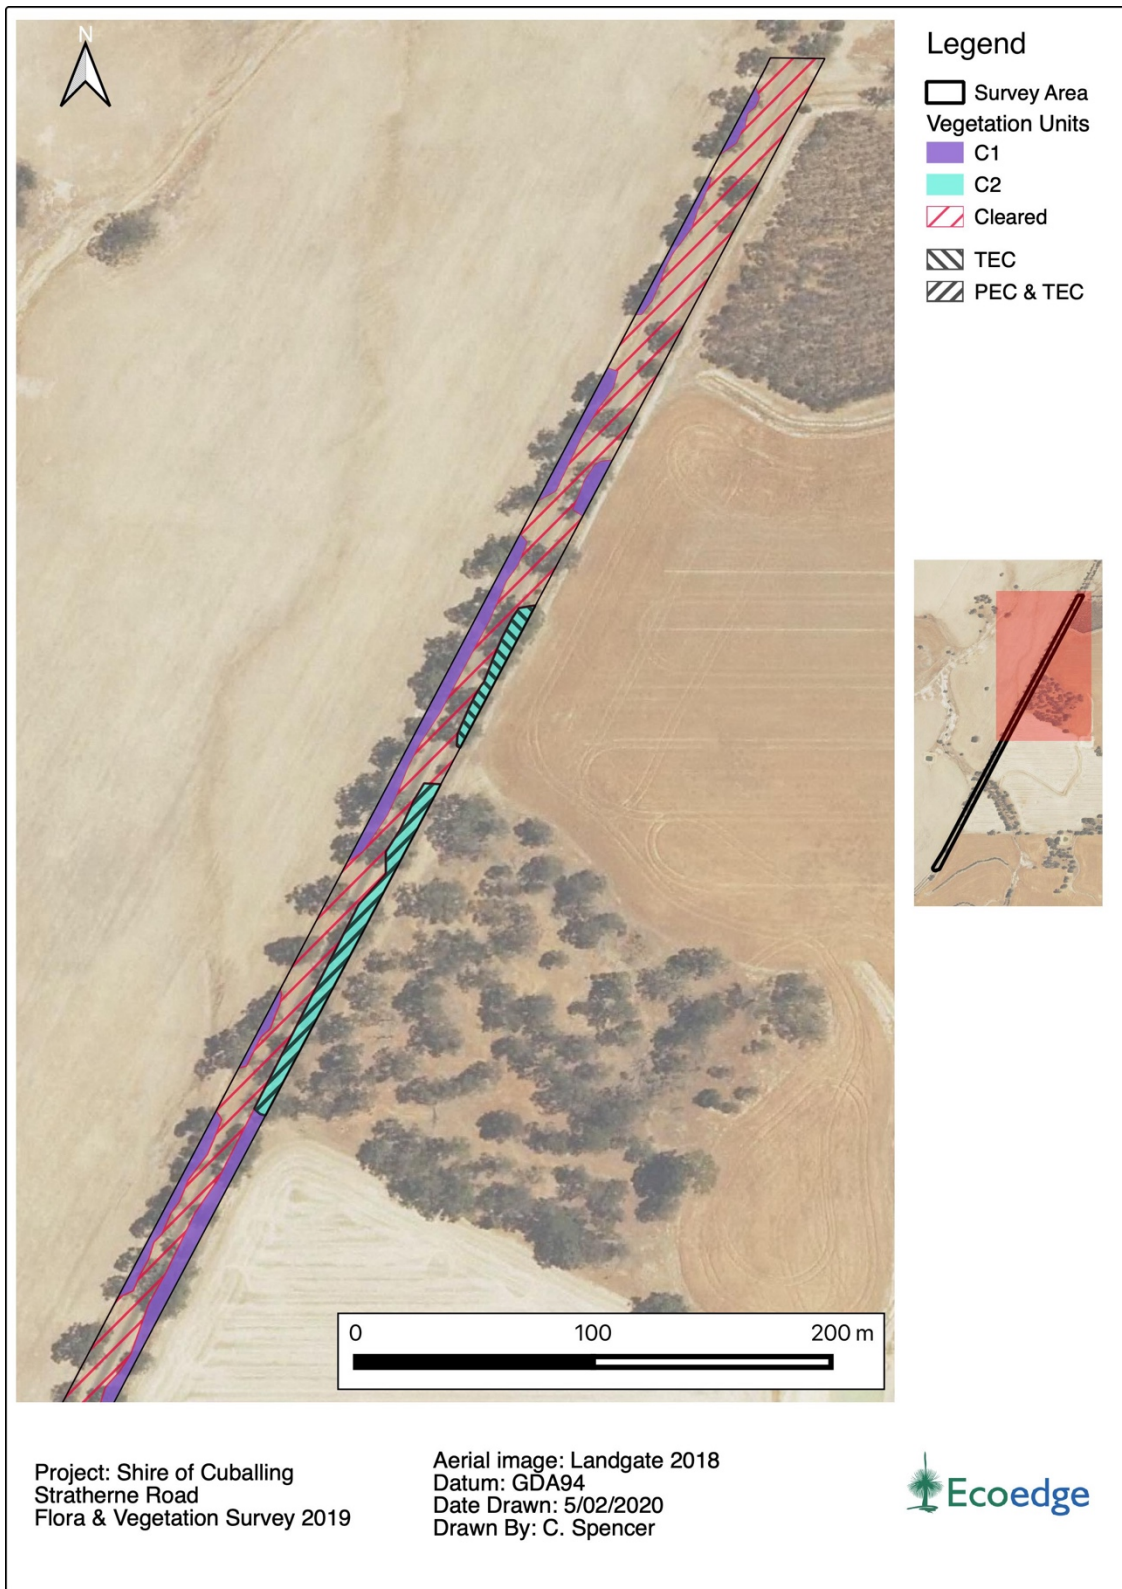 N
Legend
Survey Area
Vegetation Units
C1
C2
Cleared
TEC
PEC & TEC
0 100 200 m
Project: Shire of Cuballing
Stratherne Road
Flora & Vegetation Survey 2019
Aerial image: Landgate 2018
Datum: GDA94
Date Drawn: 5/02/2020
Drawn By: C. Spencer
Ecoedge